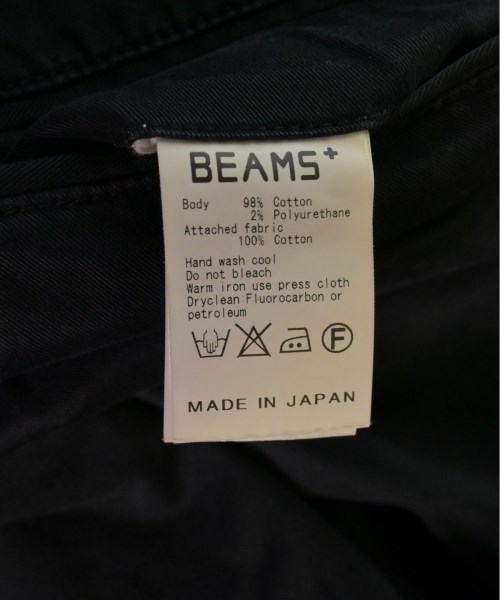 BEAMS+
Body 98% Cotton
2% Polyurethane
Attached fabric
100% Cotton
Hand wash cool
Do not bleach
Warm iron use press cloth
Dryclean Fluorocarbon or
petroleum
F
MADE IN JAPAN